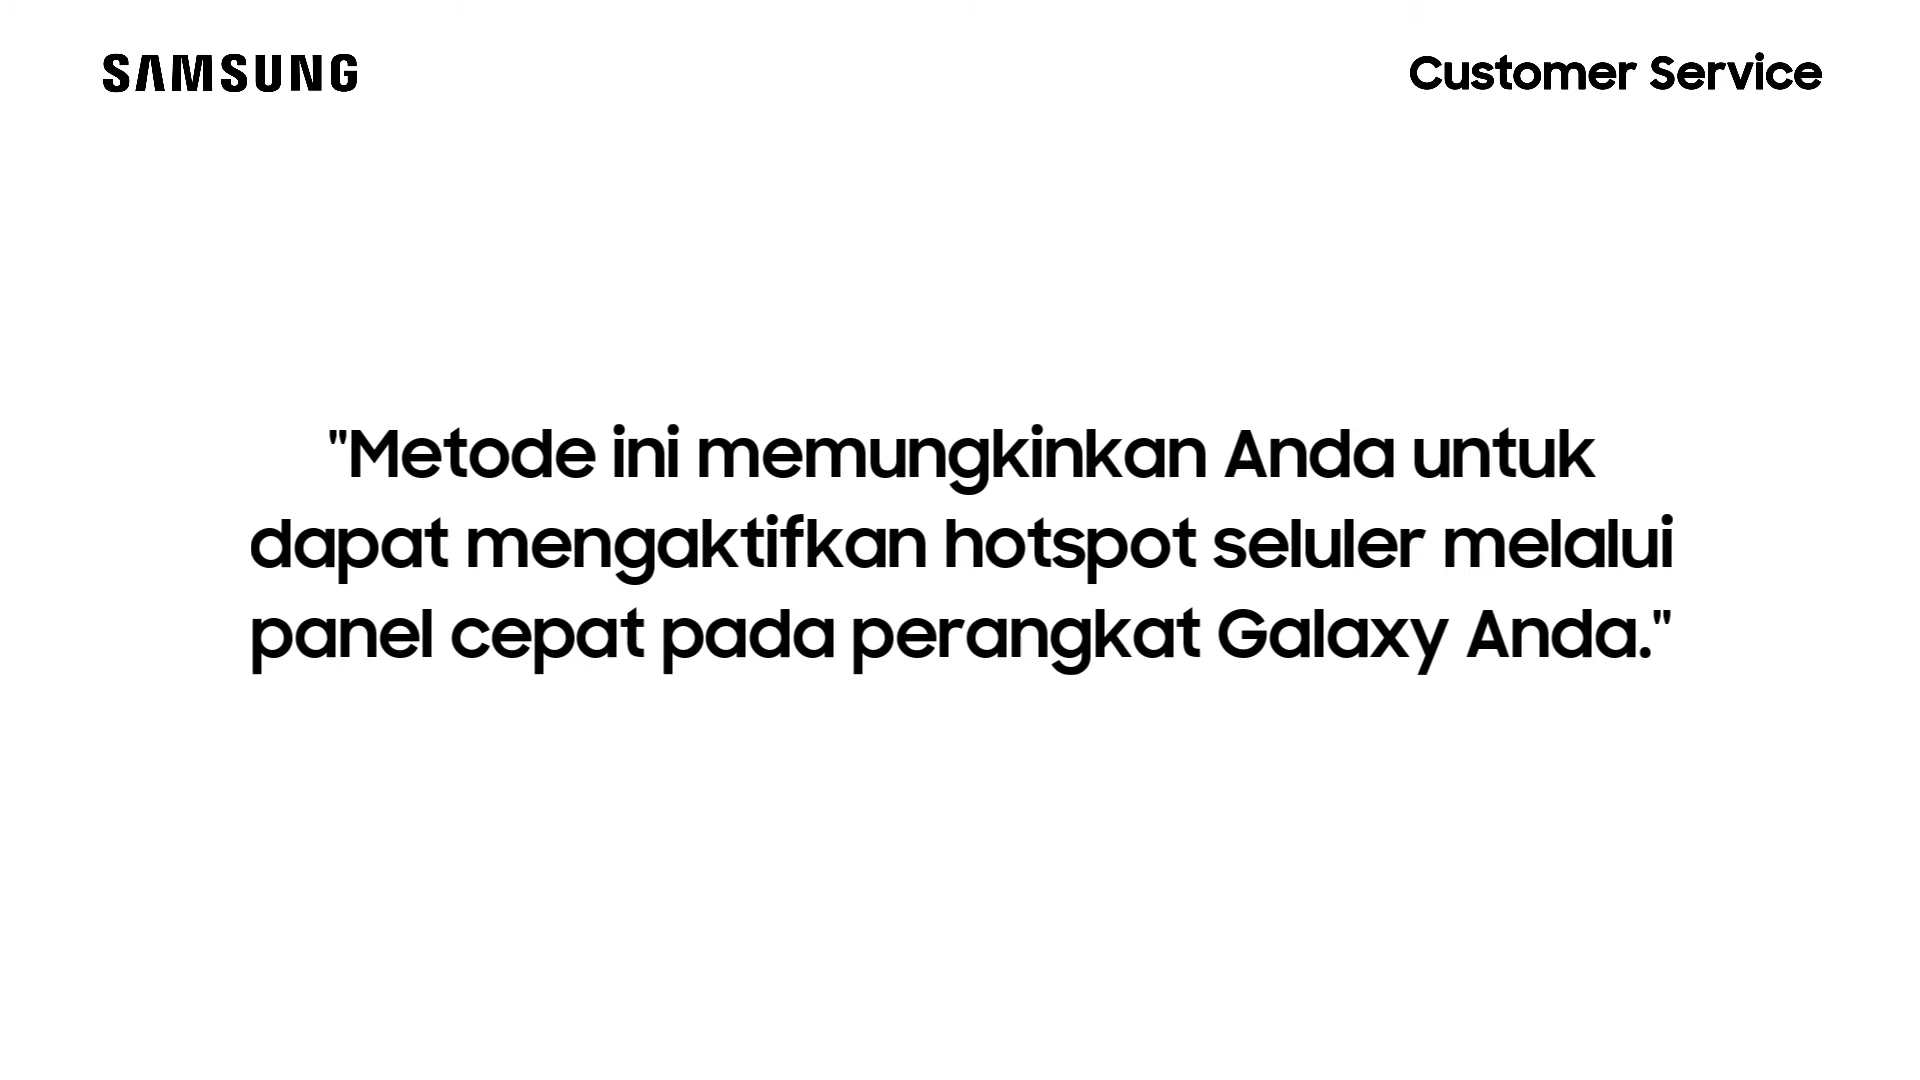 SAMSUNG
Customer Service
"Metode ini memungkinkan Anda untuk
dapat mengaktifkan hotspot seluler melalui
panel cepat pada perangkat Galaxy Anda."